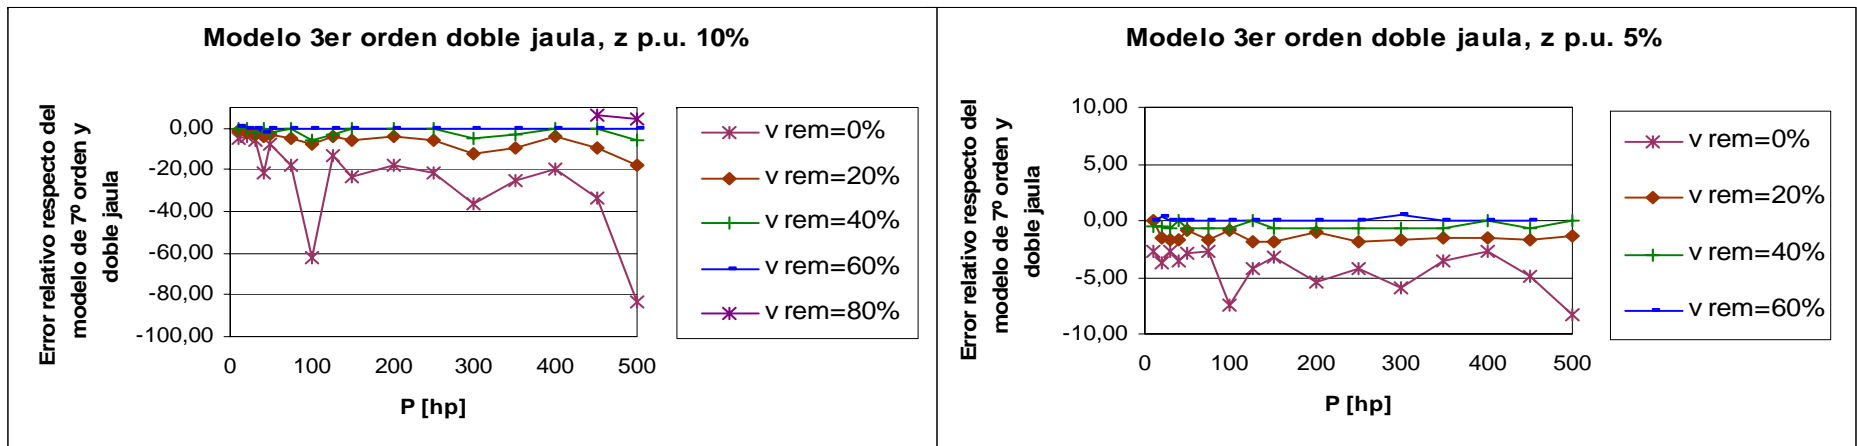 Modelo 3er orden doble jaula, z p.u. 10%
Error relativo respecto del
modelo de 7º orden y
doble jaula
0,00
-20,00
-40,00
-60,00
-80,00
-100,00
0 100 200 300 400 500
P [hp]
v rem=0%
v rem=20%
v rem=40%
v rem=60%
v rem=80%
Modelo 3er orden doble jaula, z p.u. 5%
Error relativo respecto del
modelo de 7º orden y
doble jaula
10,00
5,00
0,00
-5,00
-10,00
0 100 200 300 400 500
P [hp]
v rem=0%
v rem=20%
v rem=40%
v rem=60%